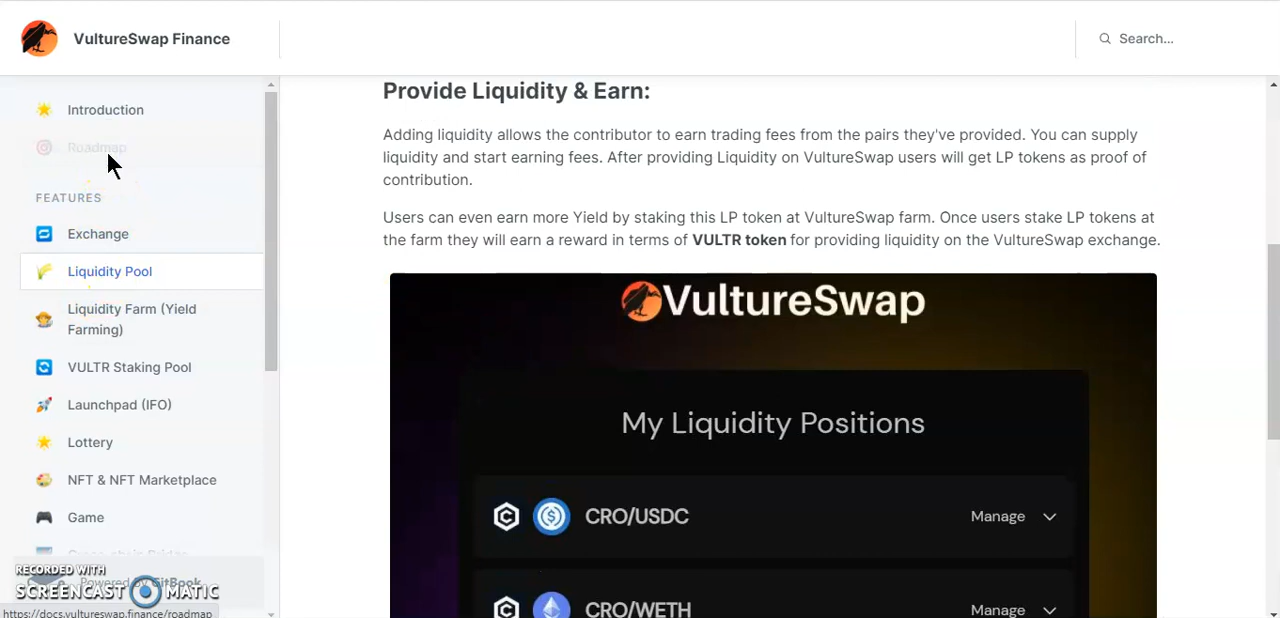 VultureSwap Finance
Search...
Introduction
Roadmap
FEATURES
Exchange
Liquidity Pool
Liquidity Farm (Yield
Farming)
VULTR Staking Pool
Launchpad (IFO)
Lottery
NFT & NFT Marketplace
Game
Powered by GitBook
RECORDED WITH
SCREENCAST MATIC
https://docs.vultureswap.finance/roadmap
Provide Liquidity & Earn:
Adding liquidity allows the contributor to earn trading fees from the pairs they've provided. You can supply
liquidity and start earning fees. After providing Liquidity on VultureSwap users will get LP tokens as proof of
contribution.
Users can even earn more Yield by staking this LP token at VultureSwap farm. Once users stake LP tokens at
the farm they will earn a reward in terms of VULTR token for providing liquidity on the VultureSwap exchange.
VultureSwap
My Liquidity Positions
CRO/USDC
Manage
CRO/WETH
Manage